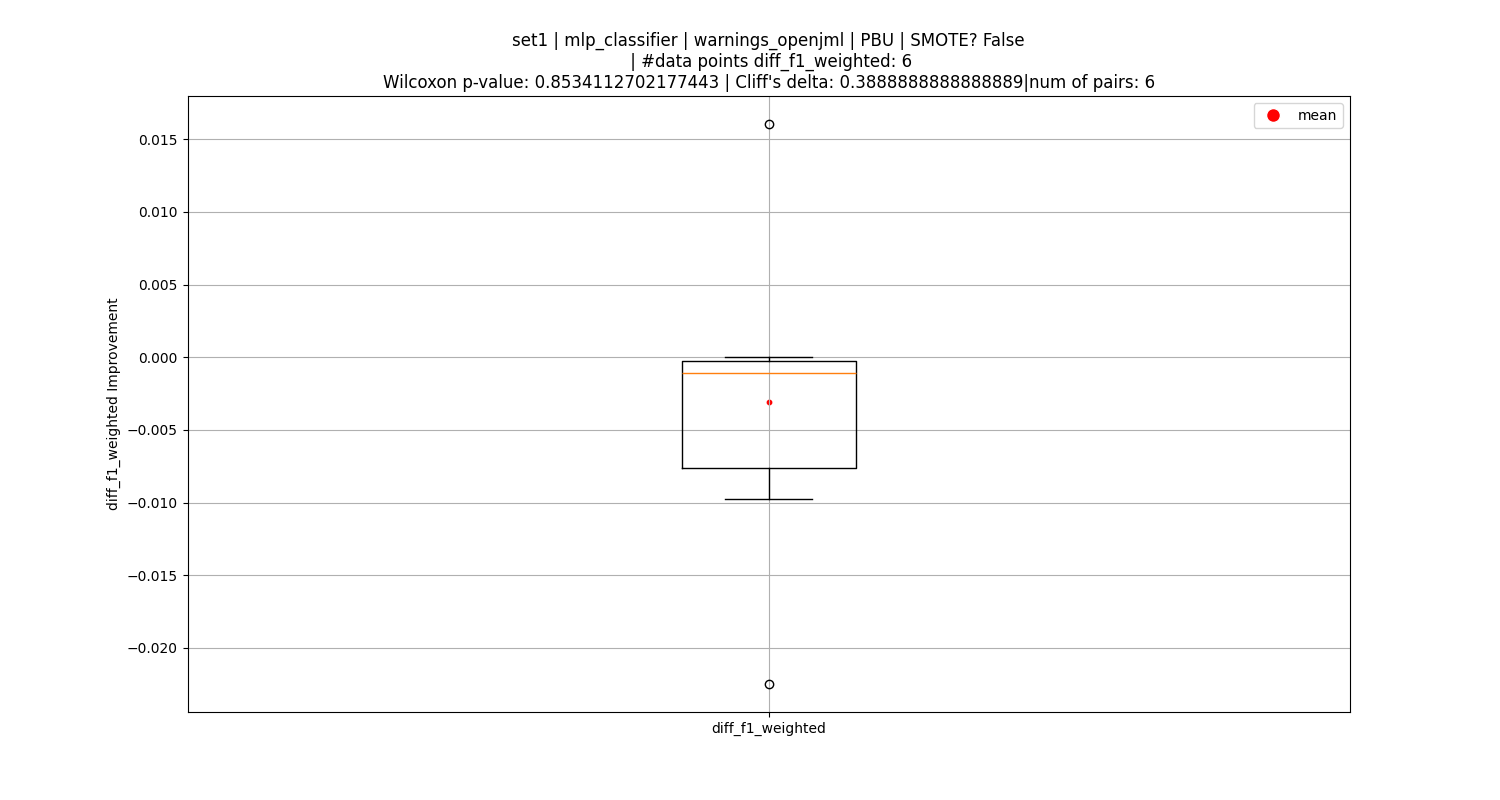 set1 | mlp_classifier | warnings_openjml | PBU | SMOTE? False
| #data points diff_f1_weighted: 6
Wilcoxon p-value: 0.8534112702177443 | Cliff's delta: 0.3888888888888889|num of pairs: 6
mean
0.015
0.010
0.005
0.000
−0.005
−0.010
−0.015
−0.020
diff_f1_weighted Improvement
diff_f1_weighted